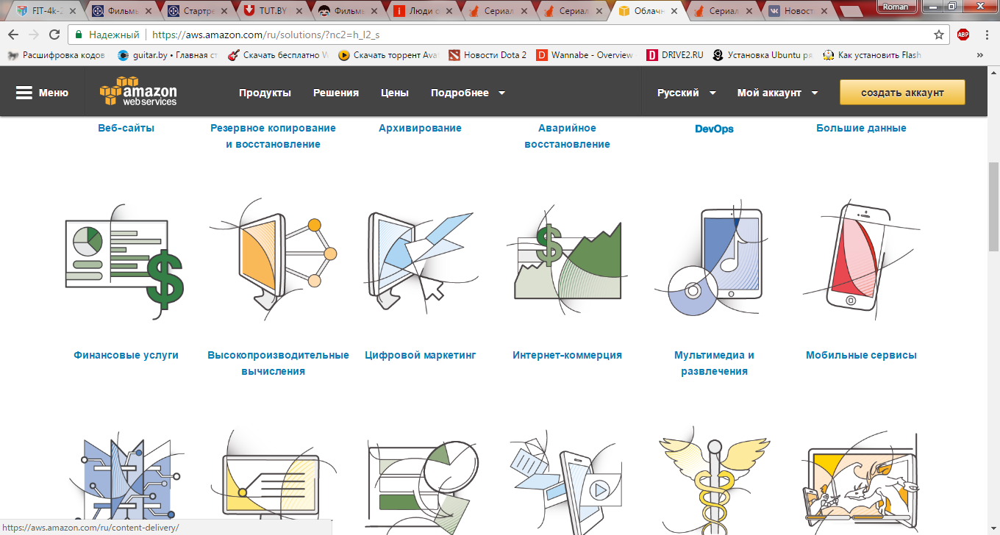 FIT-4k-2
Фильмы
Стартре
TUT.BY
Фильмы
Люди
Сериал
Сериал
Облачн
Сериал
Новост
Roman
Надежный
https://aws.amazon.com/ru/solutions/?nc2=h_l2_s
ABP
Расшифровка кодов
guitar.by • Главная ст
Скачать бесплатно W
Скачать торрент Ava
Новости Dota 2
Wannabe - Overview
DRIVE2.RU
Установка Ubuntu ря
Как установить Flash
»
Меню
amazon
web services
Продукты
Решения
Цены
Подробнее
Русский
Мой аккаунт
создать аккаунт
Веб-сайты
Резервное копирование
и восстановление
Архивирование
Аварийное
восстановление
DevOps
Большие данные
Финансовые услуги
Высокопроизводительные
вычисления
Цифровой маркетинг
Интернет-коммерция
Мультимедиа и
развлечения
Мобильные сервисы
https://aws.amazon.com/ru/content-delivery/